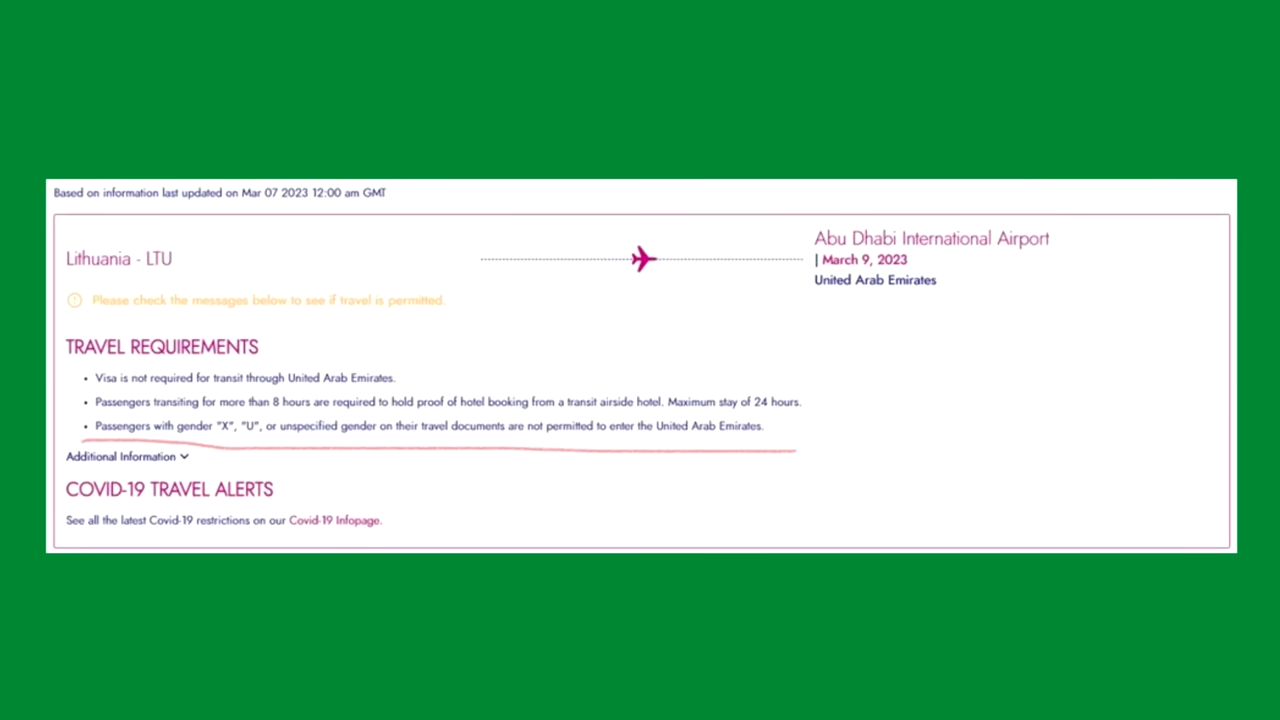 Based on information last updated on Mar 07 2023 12:00 am GMT
Lithuania - LTU
Abu Dhabi International Airport
| March 9, 2023
United Arab Emirates
Please check the messages below to see if travel is permitted.
TRAVEL REQUIREMENTS
• Visa is not required for transit through United Arab Emirates.
• Passengers transiting for more than 8 hours are required to hold proof of hotel booking from a transit airside hotel. Maximum stay of 24 hours.
• Passengers with gender "X", "U", or unspecified gender on their travel documents are not permitted to enter the United Arab Emirates.
Additional Information
COVID-19 TRAVEL ALERTS
See all the latest Covid-19 restrictions on our Covid-19 Infopage.